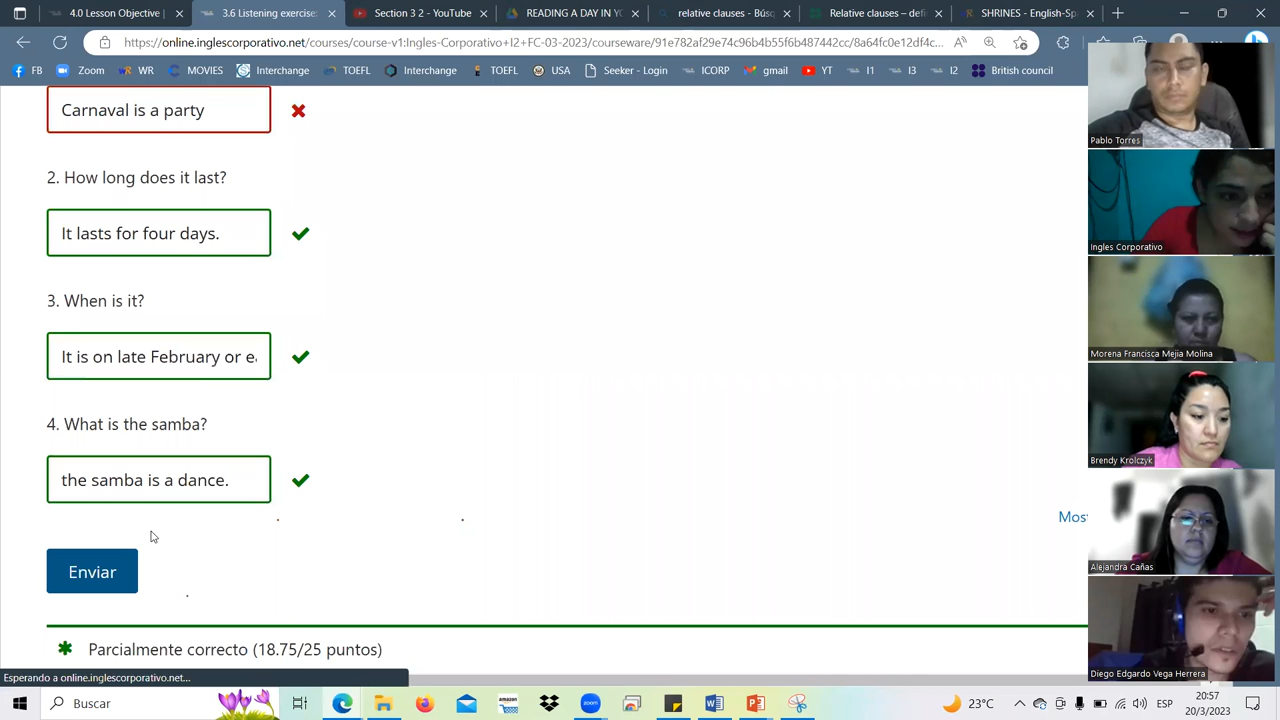 4.0 Lesson Objective
3.6 Listening exercise:
Section 3 2 - YouTube
READING A DAY IN YO
relative clauses - Búsq
Relative clauses – defi
SHRINES - English-Sp
https://online.inglescorporativo.net/courses/course-v1:Ingles-Corporativo+I2+FC-03-2023/courseware/91e782af29e74c96b4b55f6b487442cc/8a64fc0e12df4c...
FB
Zoom
WR
MOVIES
Interchange
TOEFL
Interchange
TOEFL
USA
Seeker - Login
ICORP
gmail
YT
I1
I3
I2
British council
Carnaval is a party
2. How long does it last?
It lasts for four days.
3. When is it?
It is on late February or ea
4. What is the samba?
the samba is a dance.
Most
Enviar
Parcialmente correcto (18.75/25 puntos)
Esperando a online.inglescorporativo.net...
Pablo Torres
Ingles Corporativo
Morena Francisca Mejia Molina
Brendy Krolczyk
Alejandra Cañas
Diego Edgardo Vega Herrera
Buscar
23°C
ESP
20:57
20/3/2023